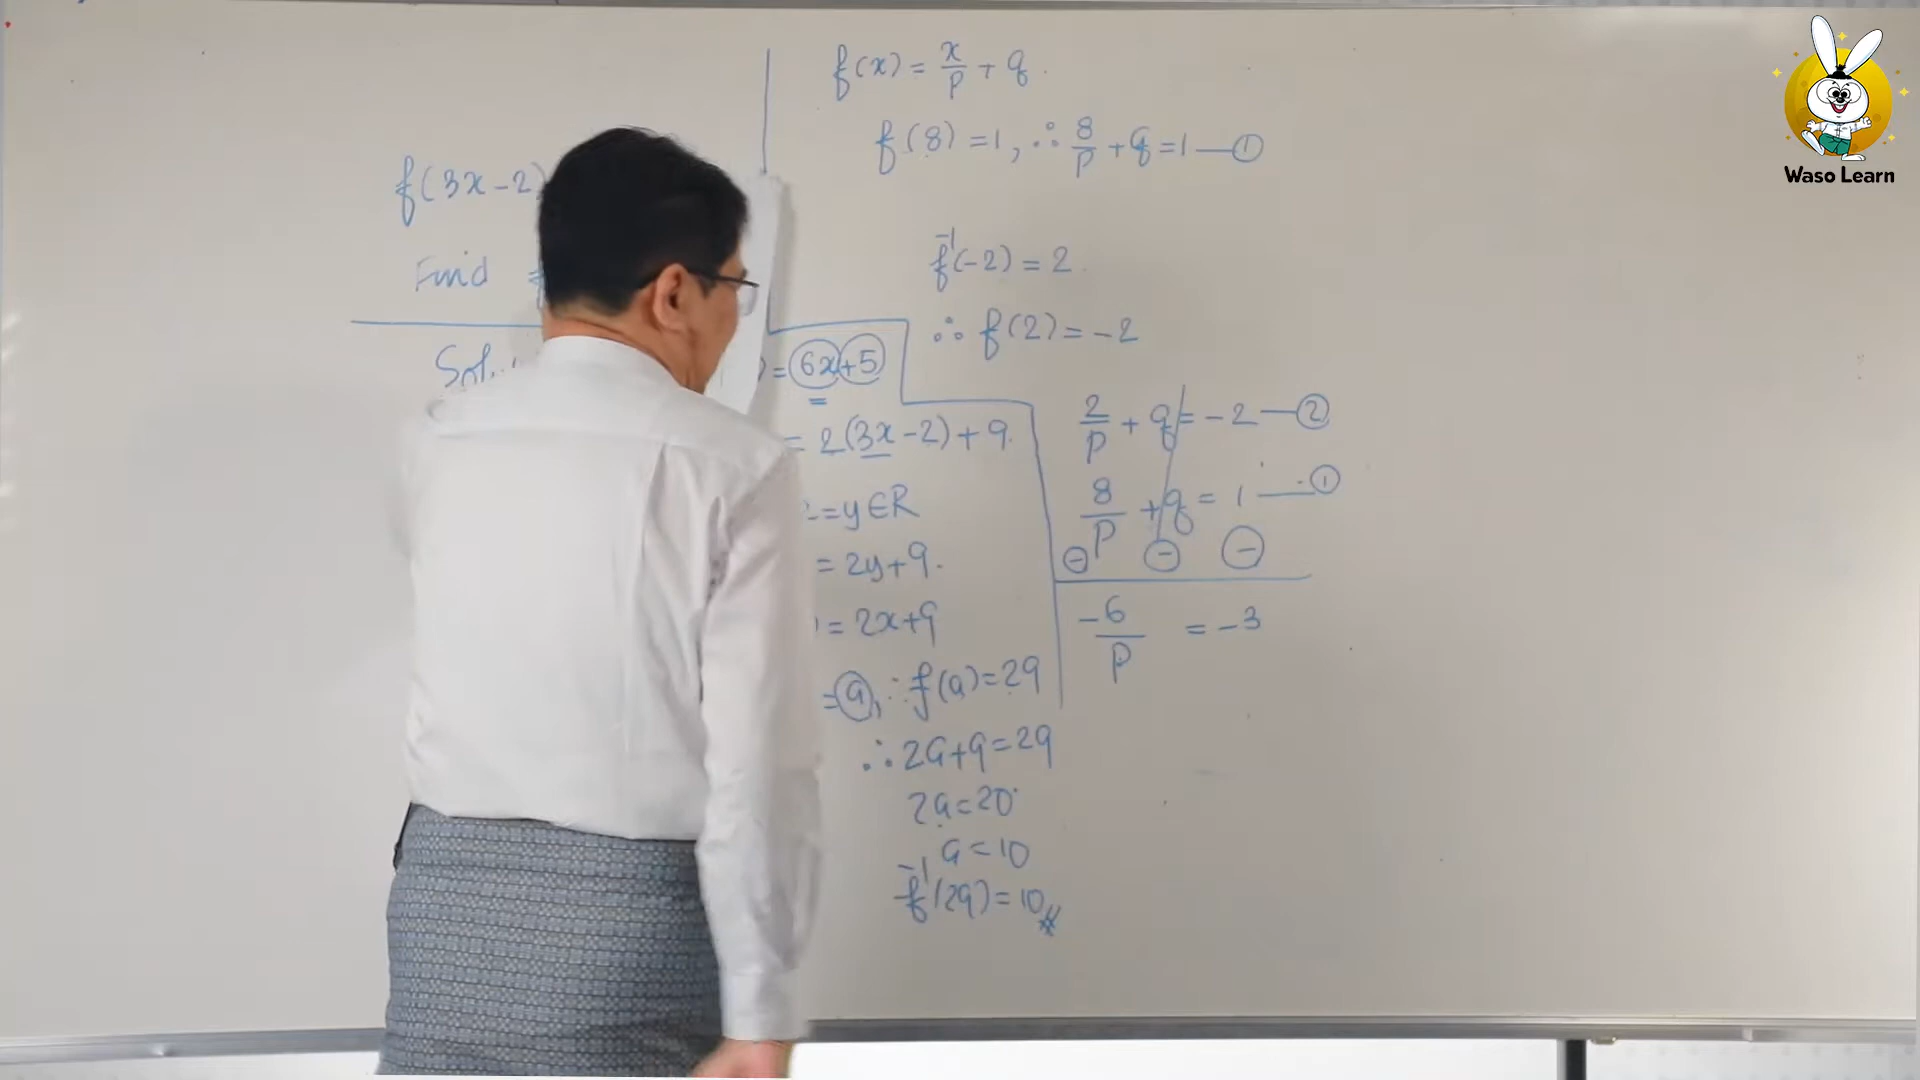 f(3x-2)
Find f
Sol.
= 6x+5
= 2(3x-2)+9.
=y∈R
= 2y+9.
= 2x+9
=a, ∴f(a)=29
∴2a+9=29
2a=20
a=10
f⁻¹(29)=10
f(x) = x/p + q.
f(8) =1, ∴ 8/p +q=1 — ①
f⁻¹(-2) = 2.
∴ f(2)= -2
2/p + q = -2 — ②
8/p + q = 1 — ①
⊖ ⊖ ⊖
-6/p = -3
Waso Learn